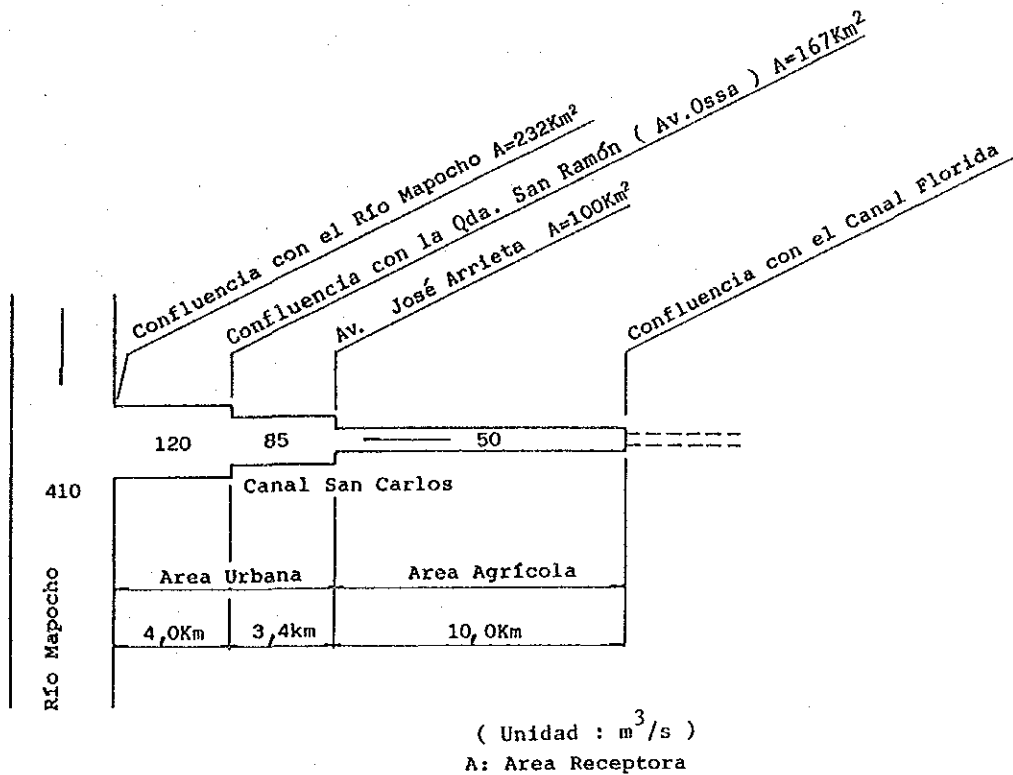 Confluencia con el Río Mapocho A=232Km²
Confluencia con la Qda. San Ramón ( Av.Ossa ) A=167Km²
Av. José Arrieta A=100Km²
Confluencia con el Canal Florida
120
85
50
410
Canal San Carlos
Area Urbana
Area Agrícola
4,0Km
3,4km
10,0Km
Río Mapocho
( Unidad : m³/s )
A: Area Receptora